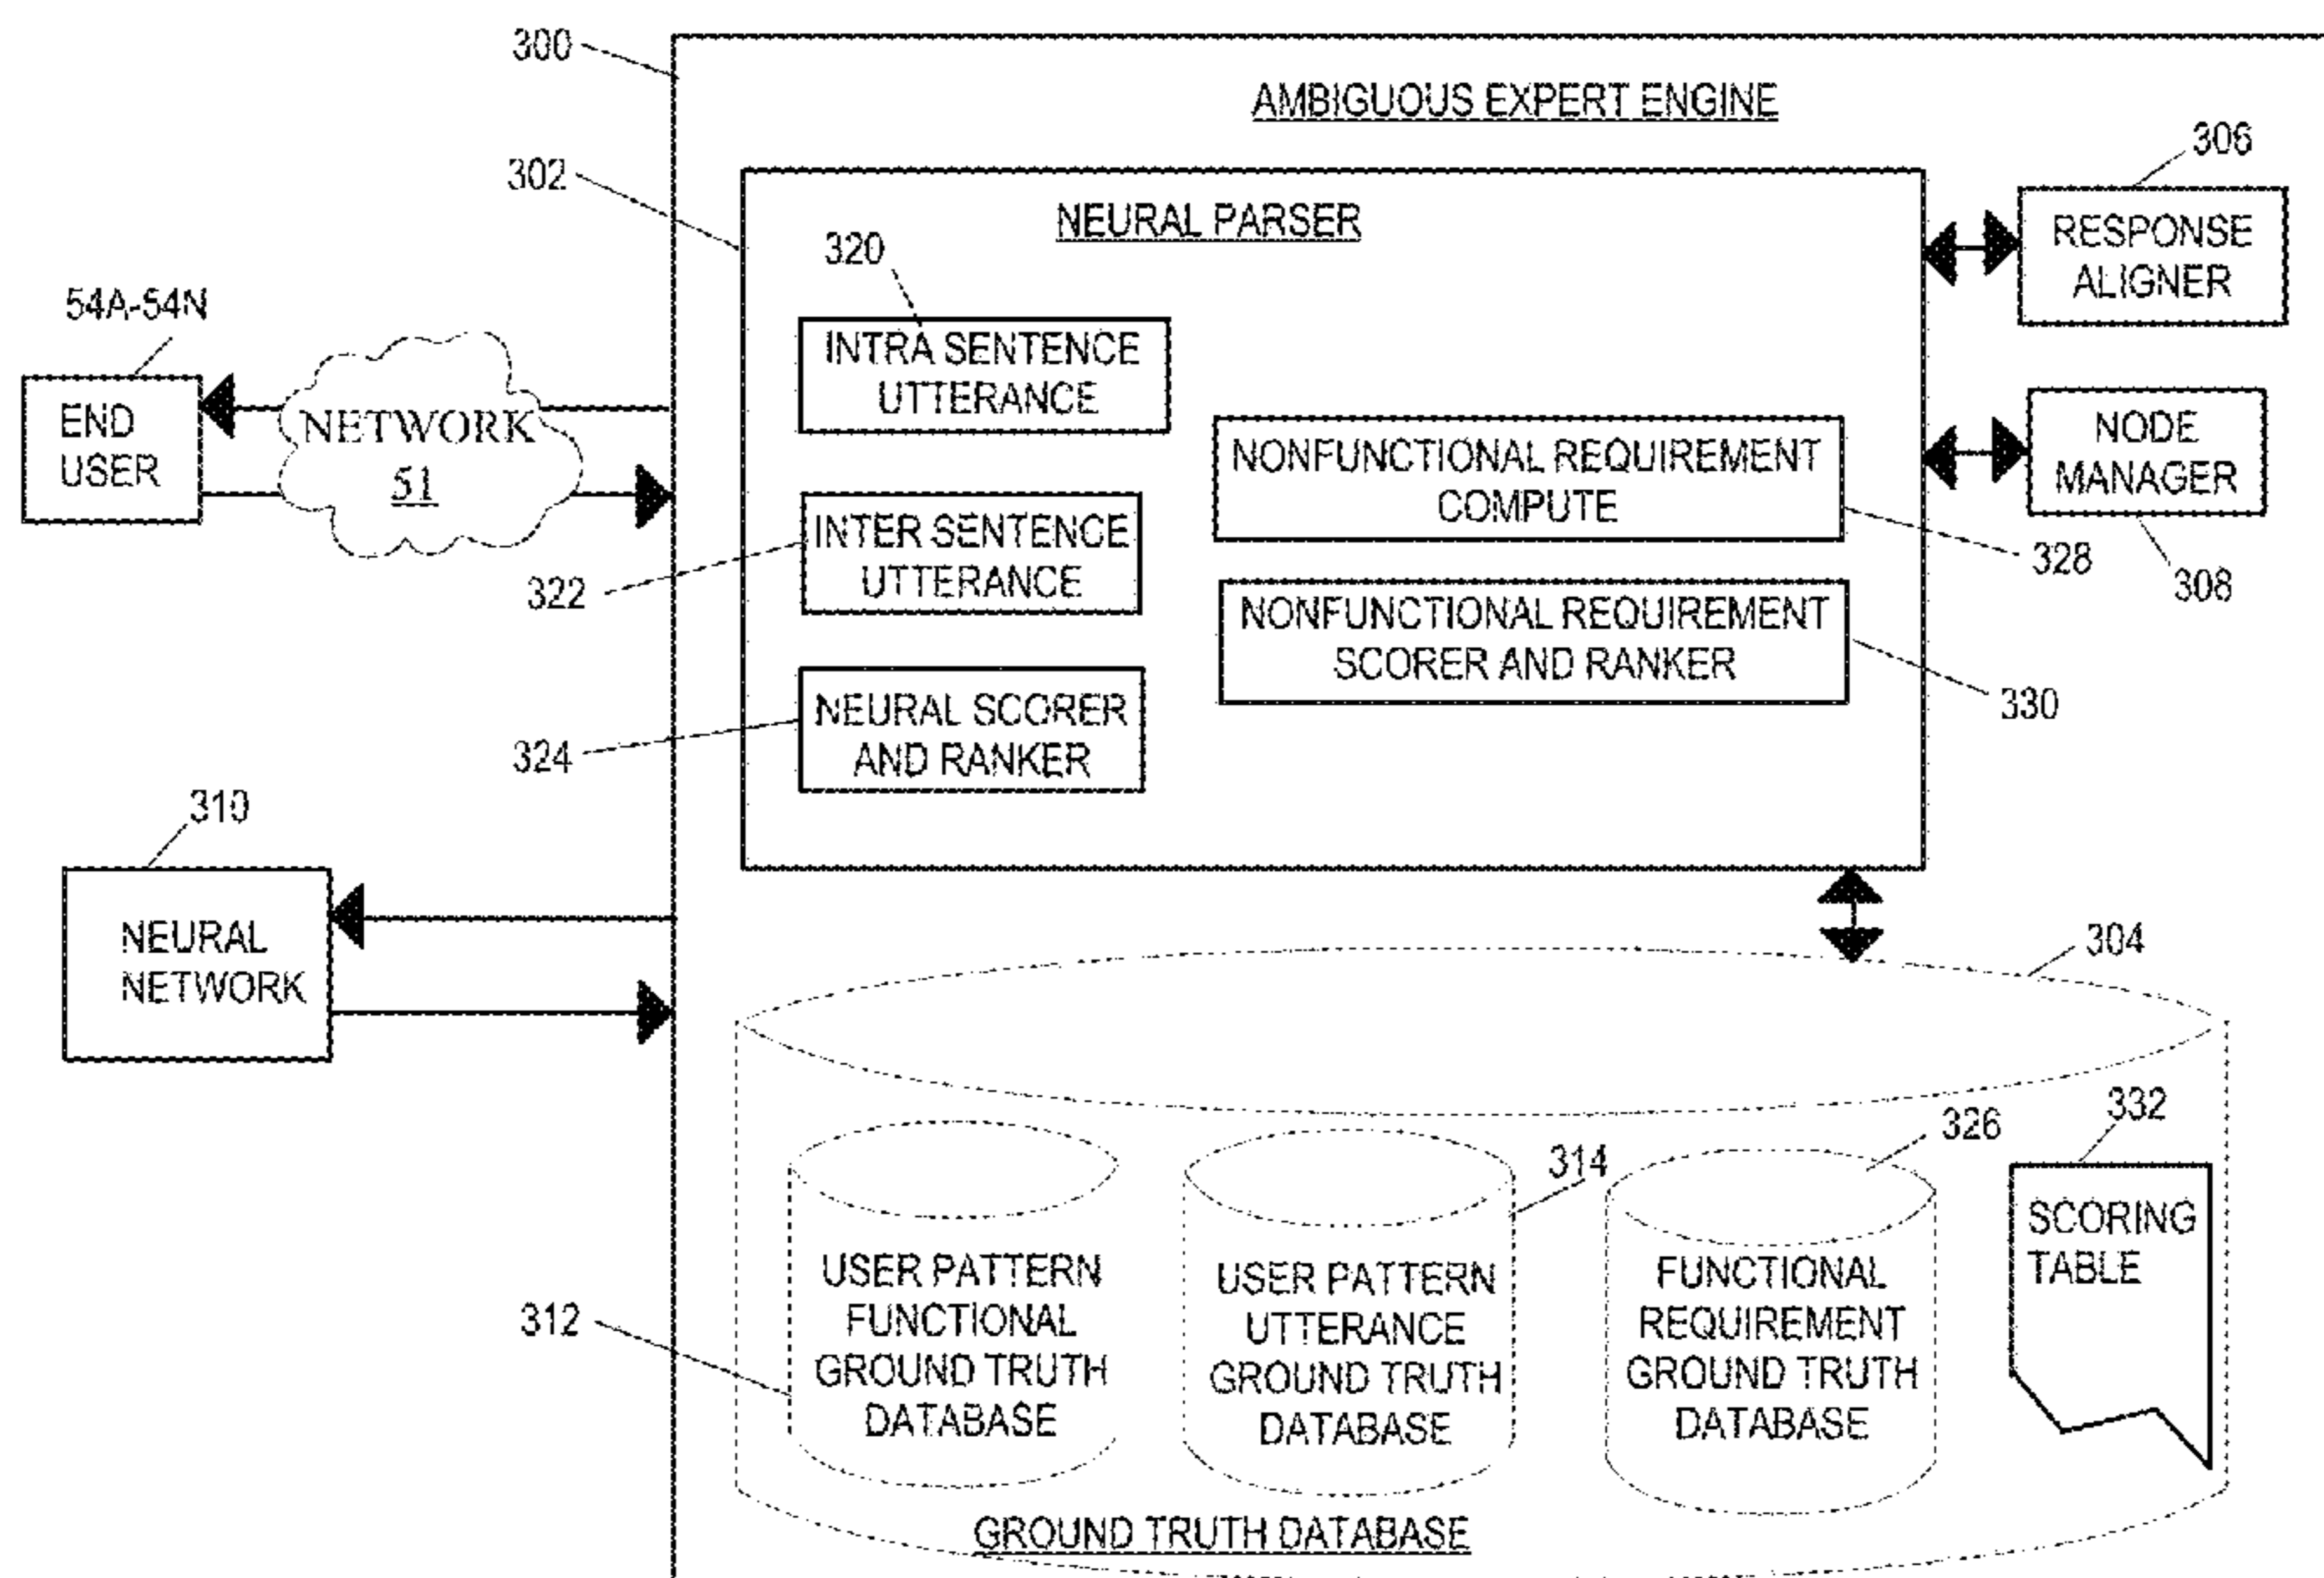 300
AMBIGUOUS EXPERT ENGINE
306
302
NEURAL PARSER
320
RESPONSE
ALIGNER
54A-54N
INTRA SENTENCE
UTTERANCE
END
USER
NETWORK
51
NODE
MANAGER
NONFUNCTIONAL REQUIREMENT
COMPUTE
INTER SENTENCE
UTTERANCE
328
308
322
NONFUNCTIONAL REQUIREMENT
SCORER AND RANKER
330
NEURAL SCORER
AND RANKER
324
310
NEURAL
NETWORK
304
332
326
314
SCORING
TABLE
USER PATTERN
FUNCTIONAL
GROUND TRUTH
DATABASE
312
USER PATTERN
UTTERANCE
GROUND TRUTH
DATABASE
FUNCTIONAL
REQUIREMENT
GROUND TRUTH
DATABASE
GROUND TRUTH DATABASE